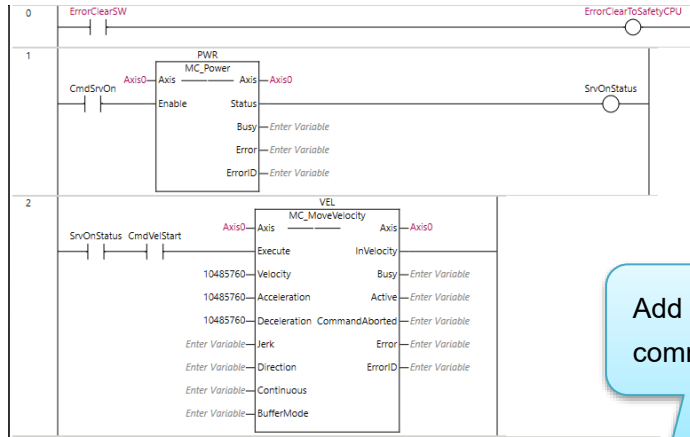 0 ErrorClearSW ErrorClearToSafetyCPU
1 PWR
MC_Power
Axis0 Axis Axis Axis0
CmdSrvOn SrvOnStatus
Enable Status
Busy Enter Variable
Error Enter Variable
ErrorID Enter Variable
2 VEL
MC_MoveVelocity
Axis0 Axis Axis Axis0
SrvOnStatus CmdVelStart
Execute InVelocity
10485760 Velocity Busy Enter Variable
10485760 Acceleration Active Enter Variable
10485760 Deceleration CommandAborted Enter Variable
Enter Variable Jerk Error Enter Variable
Enter Variable Direction ErrorID Enter Variable
Enter Variable Continuous
Enter Variable BufferMode
Add